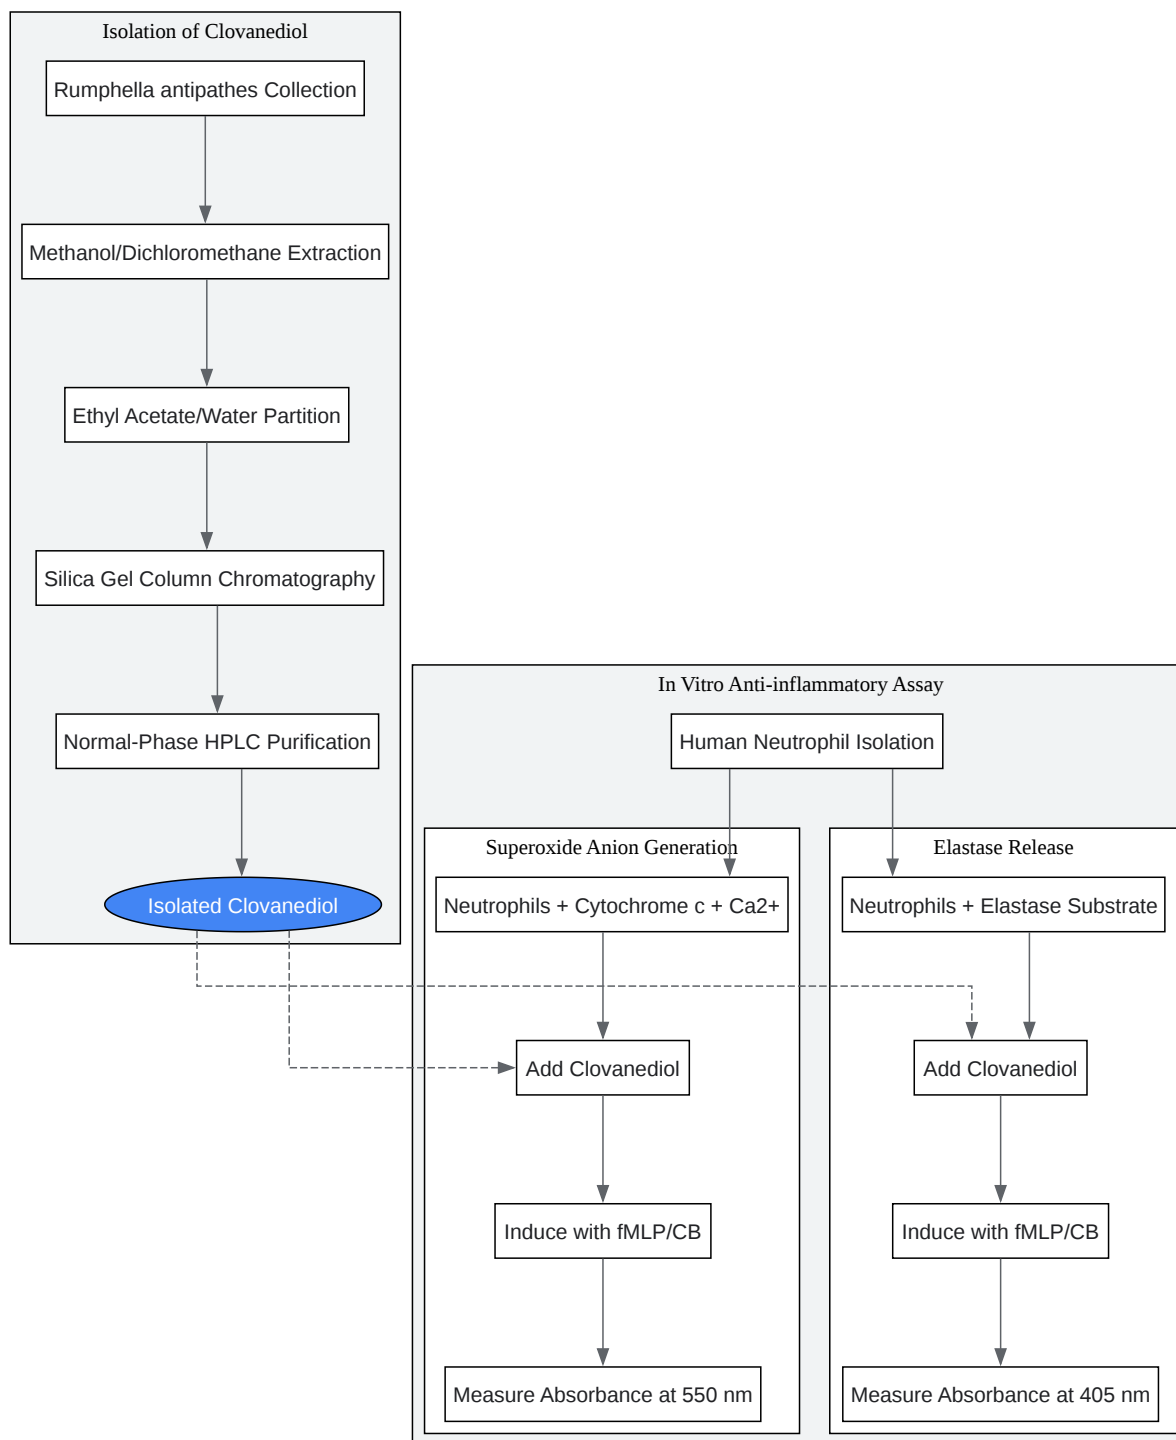 Isolation of Clovanediol
Rumphella antipathes Collection
Methanol/Dichloromethane Extraction
Ethyl Acetate/Water Partition
Silica Gel Column Chromatography
Normal-Phase HPLC Purification
Isolated Clovanediol
In Vitro Anti-inflammatory Assay
Human Neutrophil Isolation
Superoxide Anion Generation
Neutrophils + Cytochrome c + Ca2+
Add Clovanediol
Induce with fMLP/CB
Measure Absorbance at 550 nm
Elastase Release
Neutrophils + Elastase Substrate
Add Clovanediol
Induce with fMLP/CB
Measure Absorbance at 405 nm